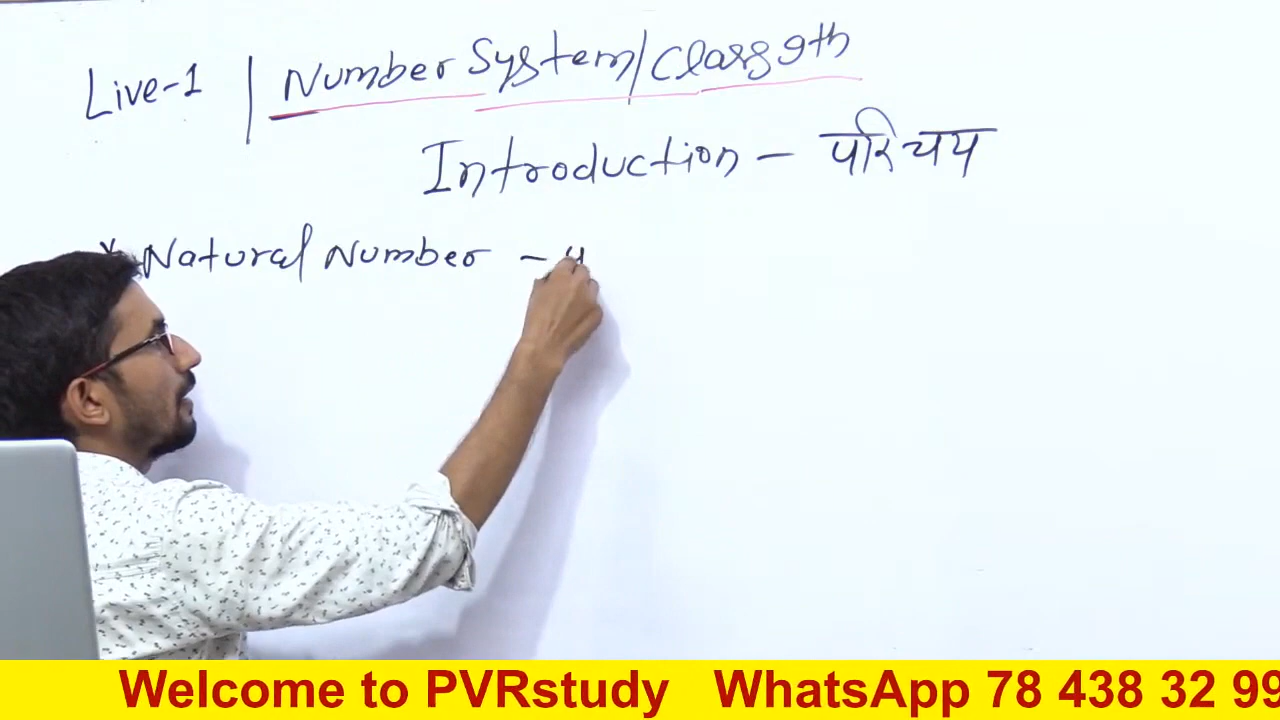 Live-1 | Number System/Class 9th
Introduction - परिचय
* Natural Number -
Welcome to PVRstudy WhatsApp 78 438 32 99